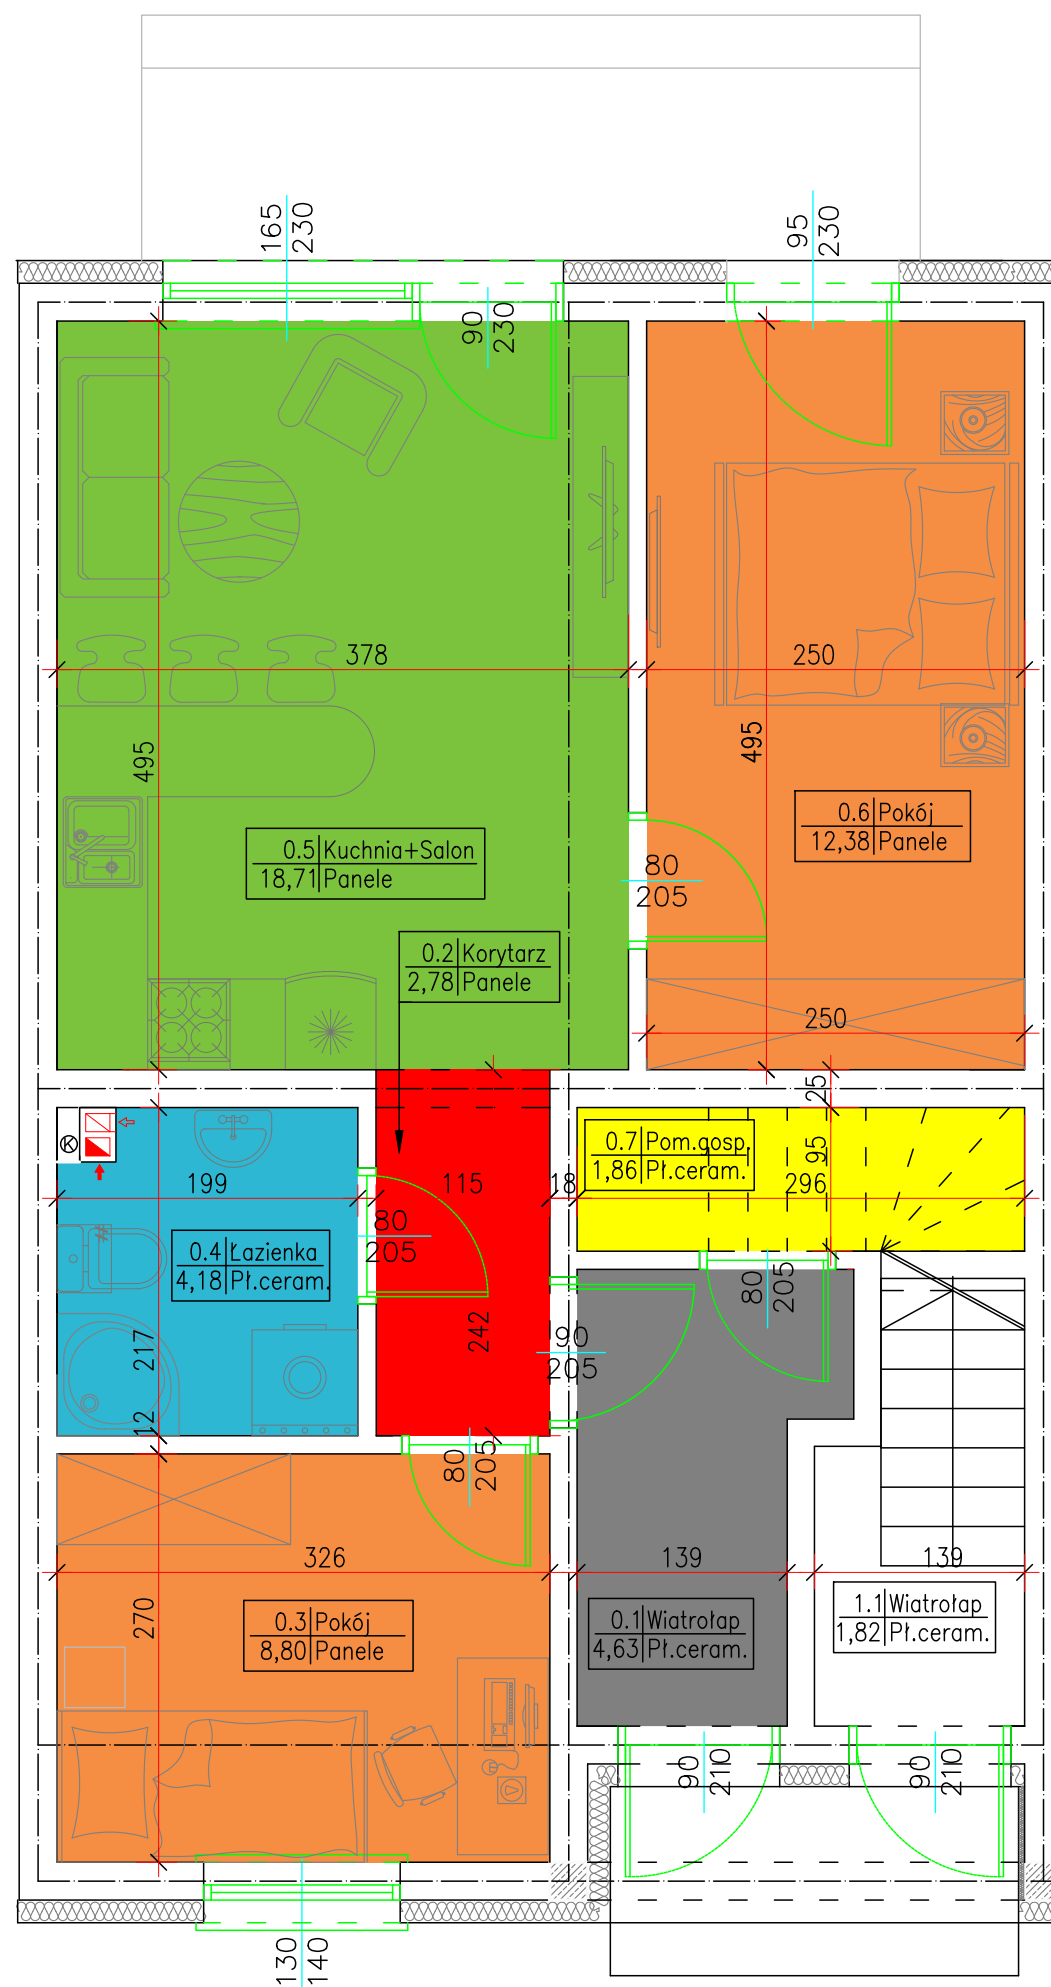 165
230
95
230
90
230
378
250
495
495
0.6 Pokój
12,38 Panele
0.5 Kuchnia+Salon
18,71 Panele
80
205
0.2 Korytarz
2,78 Panele
250
25
K
0.7 Pom.gosp.
1,86 Pł.ceram.
95
199
115
18
296
80
205
0.4 Łazienka
4,18 Pł.ceram.
80
205
217
242
90
205
12
80
205
326
139
139
270
0.3 Pokój
8,80 Panele
0.1 Wiatrołap
4,63 Pł.ceram.
1.1 Wiatrołap
1,82 Pł.ceram.
90
210
90
210
130
140